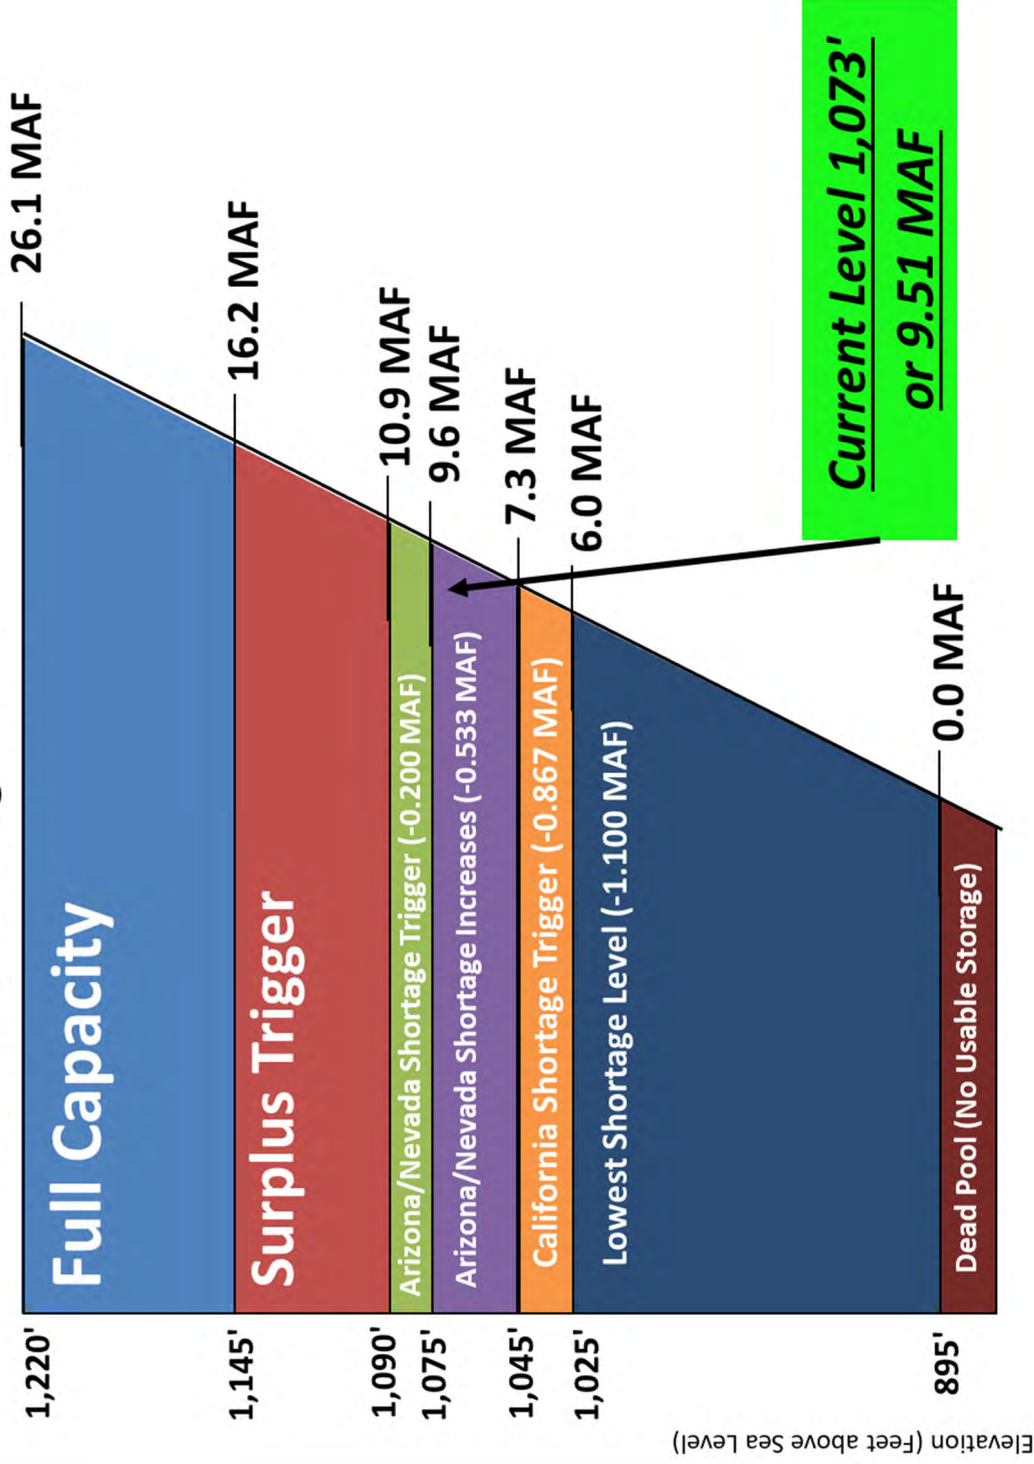 Elevation (Feet above Sea Level)
1,220'
Full Capacity
26.1 MAF
1,145'
Surplus Trigger
16.2 MAF
1,090'
Arizona/Nevada Shortage Trigger (-0.200 MAF)
10.9 MAF
1,075'
Arizona/Nevada Shortage Increases (-0.533 MAF)
9.6 MAF
1,045'
California Shortage Trigger (-0.867 MAF)
7.3 MAF
1,025'
Lowest Shortage Level (-1.100 MAF)
6.0 MAF
Current Level 1,073'
or 9.51 MAF
895'
Dead Pool (No Usable Storage)
0.0 MAF